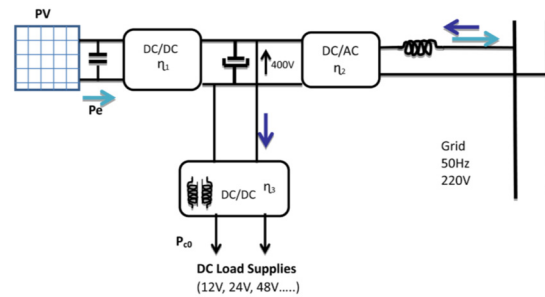 PV
DC/DC
η1
Pe
400V
DC/AC
η2
Grid
50Hz
220V
DC/DC
η3
Pc0
DC Load Supplies
(12V, 24V, 48V.....)